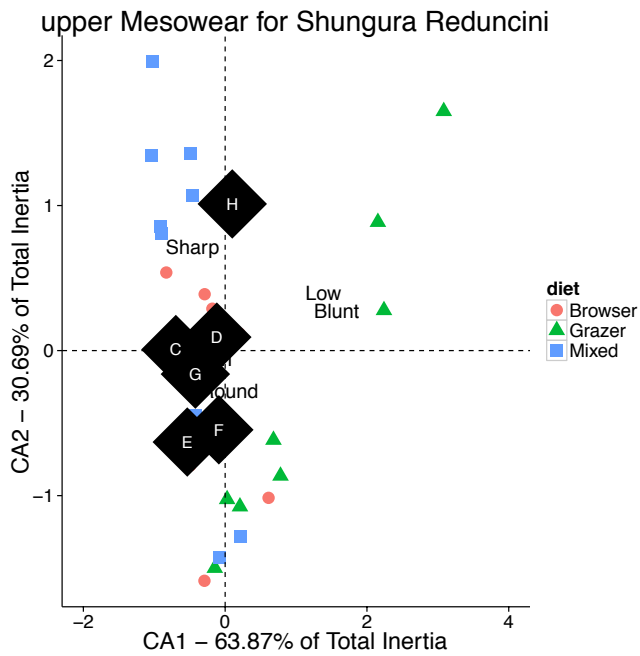 upper Mesowear for Shungura Reduncini
2
1
0
−1
CA2 − 30.69% of Total Inertia
H
Sharp
Low
Blunt
D
C
G
F
E
−2
0
2
4
CA1 − 63.87% of Total Inertia
diet
Browser
Grazer
Mixed